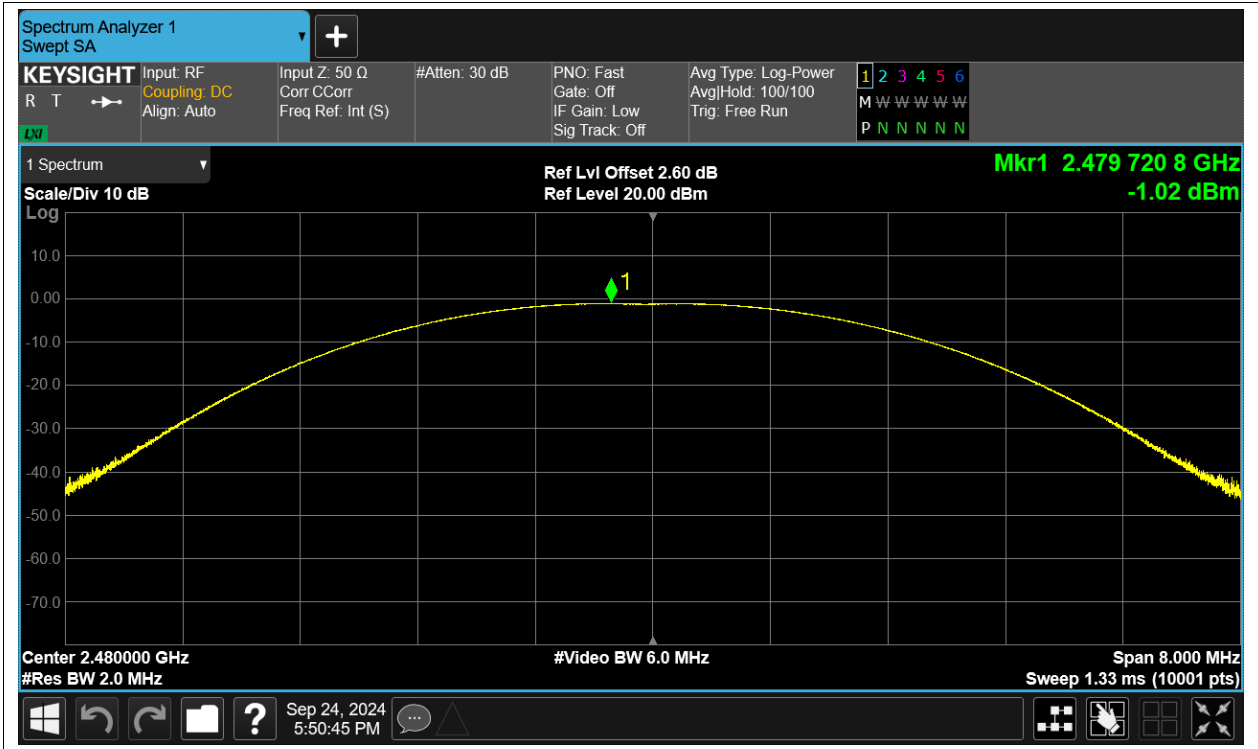 Spectrum Analyzer 1
Swept SA
KEYSIGHT
R T
LXI
Input: RF
Coupling: DC
Align: Auto
Input Z: 50 Ω
Corr CCorr
Freq Ref: Int (S)
#Atten: 30 dB
PNO: Fast
Gate: Off
IF Gain: Low
Sig Track: Off
Avg Type: Log-Power
Avg|Hold: 100/100
Trig: Free Run
1 2 3 4 5 6
M W W W W W
P N N N N N
1 Spectrum
Scale/Div 10 dB
Ref Lvl Offset 2.60 dB
Ref Level 20.00 dBm
Mkr1 2.479 720 8 GHz
-1.02 dBm
Log
10.0
0.00
-10.0
-20.0
-30.0
-40.0
-50.0
-60.0
-70.0
1
Center 2.480000 GHz
#Res BW 2.0 MHz
#Video BW 6.0 MHz
Span 8.000 MHz
Sweep 1.33 ms (10001 pts)
?
Sep 24, 2024
5:50:45 PM